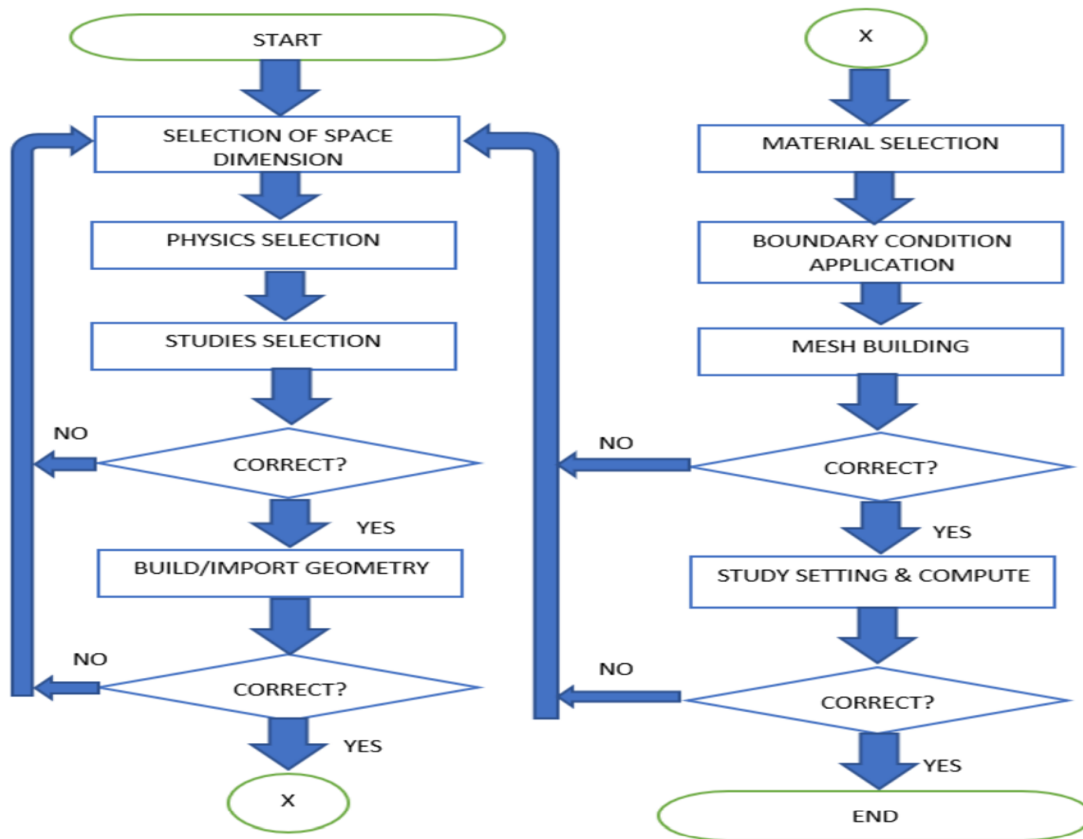 START
SELECTION OF SPACE
DIMENSION
PHYSICS SELECTION
STUDIES SELECTION
NO
CORRECT?
YES
BUILD/IMPORT GEOMETRY
NO
CORRECT?
YES
X
X
MATERIAL SELECTION
BOUNDARY CONDITION
APPLICATION
MESH BUILDING
NO
CORRECT?
YES
STUDY SETTING & COMPUTE
NO
CORRECT?
YES
END